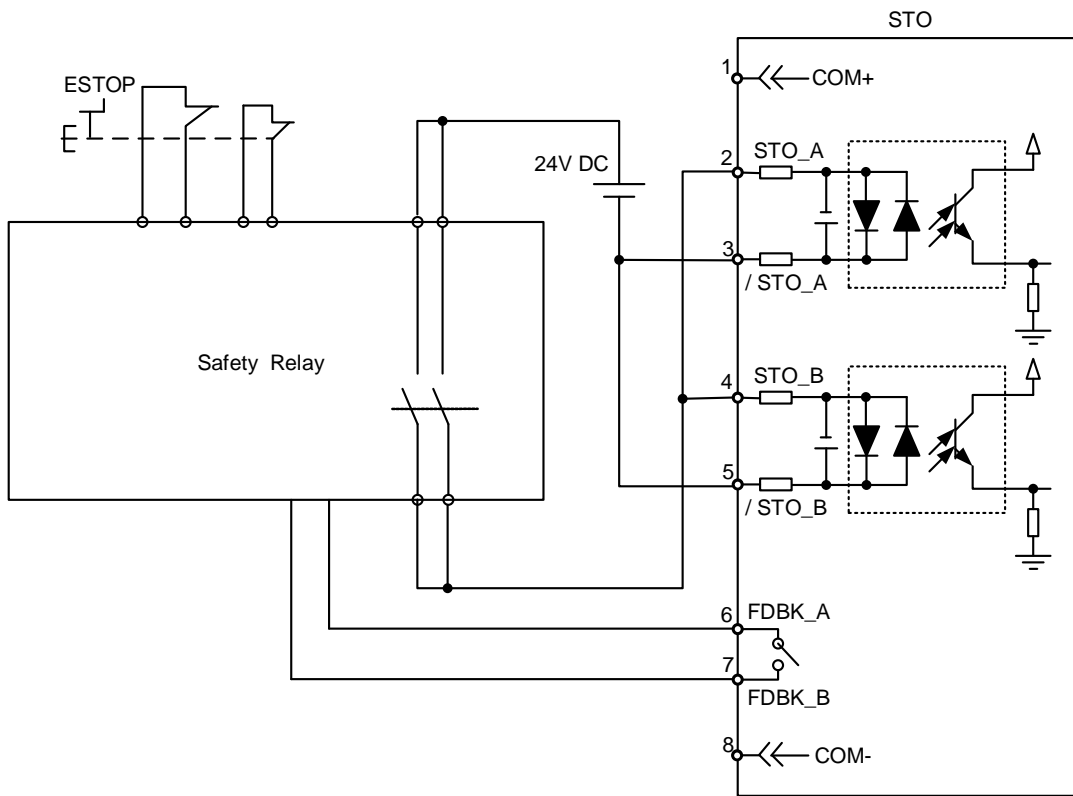 STO
1
COM+
ESTOP
24V DC
2
STO_A
3
/ STO_A
Safety Relay
4
STO_B
5
/ STO_B
6
FDBK_A
7
FDBK_B
8
COM-